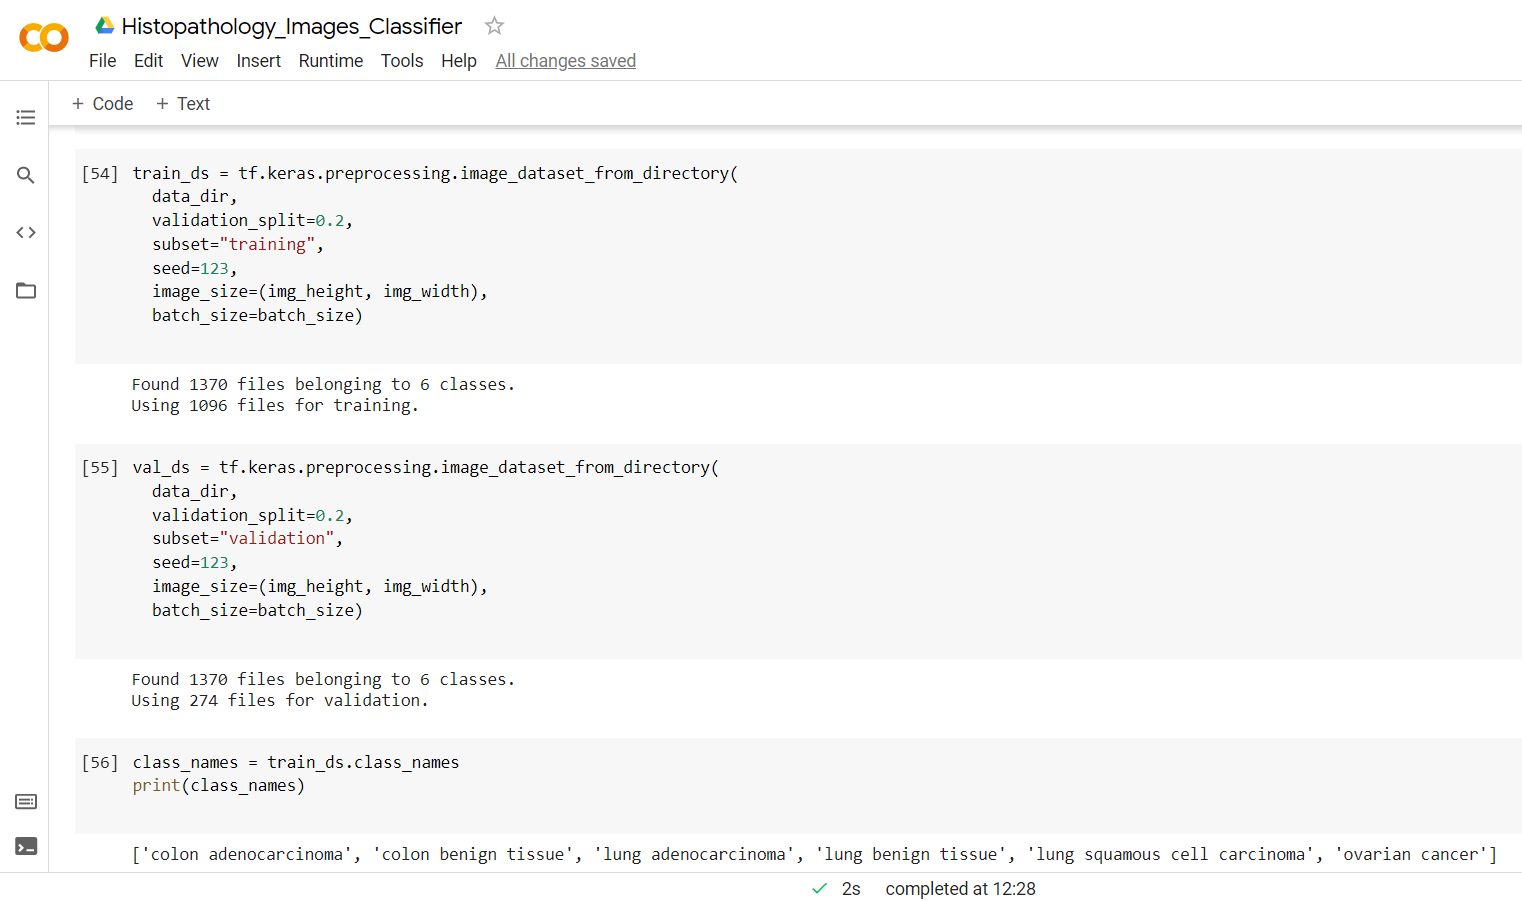 Histopathology_Images_Classifier
File Edit View Insert Runtime Tools Help All changes saved
+ Code + Text
[54] train_ds = tf.keras.preprocessing.image_dataset_from_directory(
data_dir,
validation_split=0.2,
subset="training",
seed=123,
image_size=(img_height, img_width),
batch_size=batch_size)
Found 1370 files belonging to 6 classes.
Using 1096 files for training.
[55] val_ds = tf.keras.preprocessing.image_dataset_from_directory(
data_dir,
validation_split=0.2,
subset="validation",
seed=123,
image_size=(img_height, img_width),
batch_size=batch_size)
Found 1370 files belonging to 6 classes.
Using 274 files for validation.
[56] class_names = train_ds.class_names
print(class_names)
['colon adenocarcinoma', 'colon benign tissue', 'lung adenocarcinoma', 'lung benign tissue', 'lung squamous cell carcinoma', 'ovarian cancer']
2s completed at 12:28